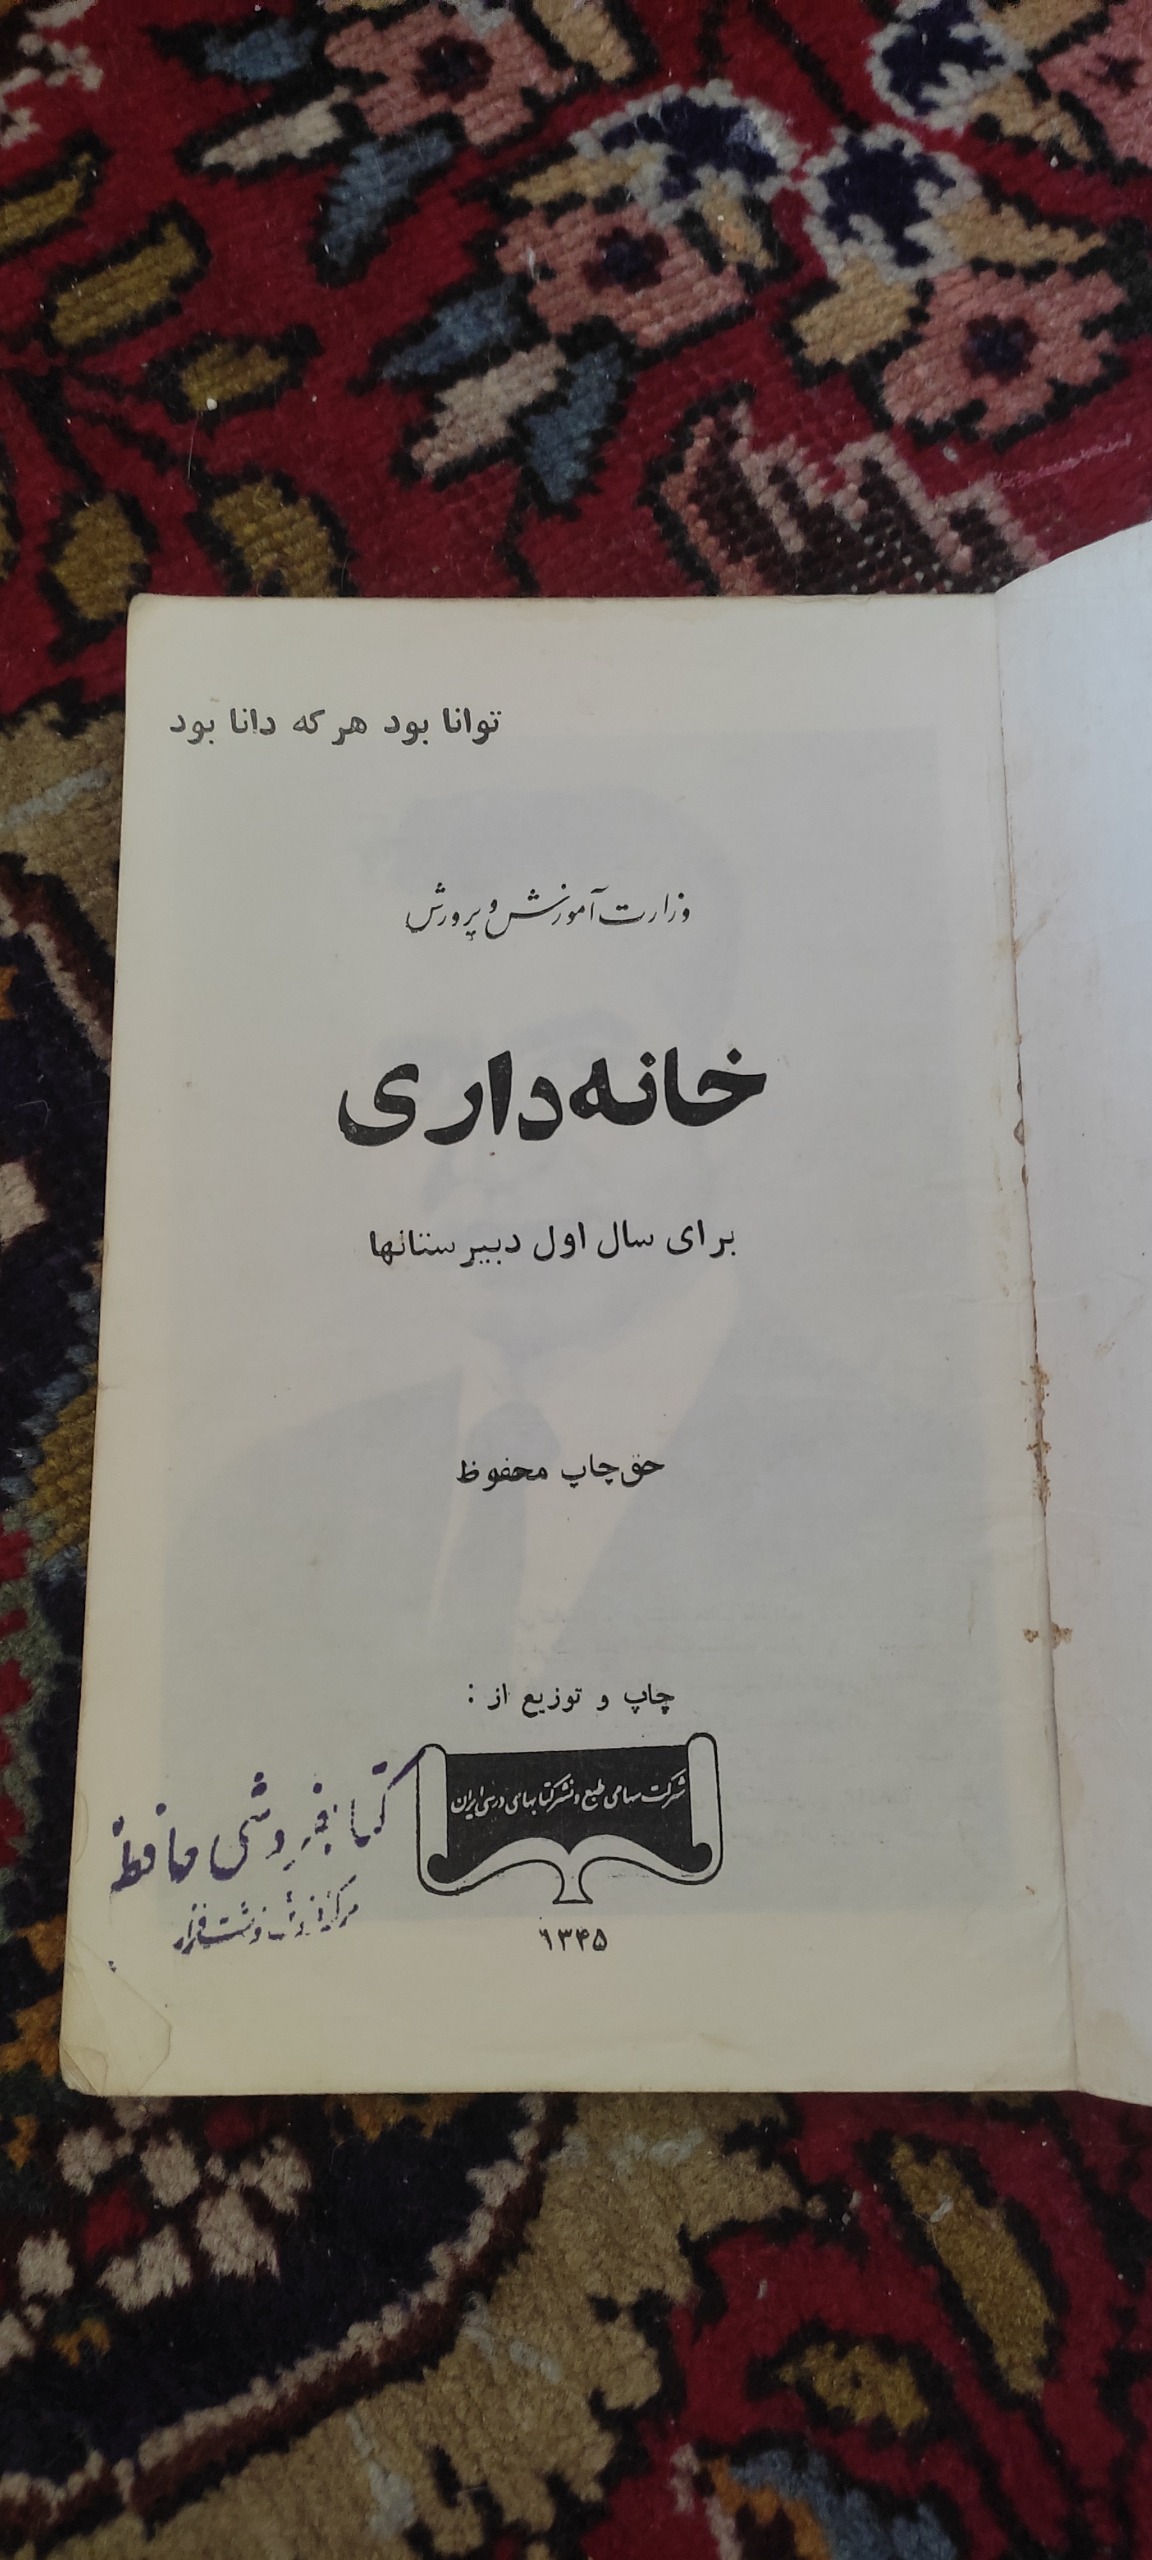 توانا بود هر که دانا بود
وزارت آموزش و پرورش
خانه‌داری
برای سال اول دبیرستانها
حق چاپ محفوظ
چاپ و توزیع از :
شرکت سهامی طبع و نشر کتابهای درسی ایران
۱۳۴۵
کتابفروشی حافظ